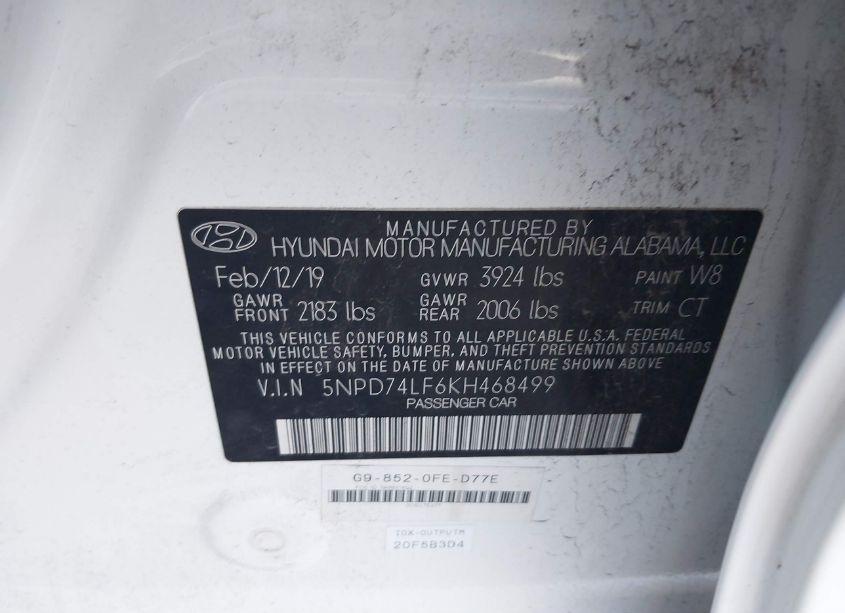 MANUFACTURED BY
HYUNDAI MOTOR MANUFACTURING ALABAMA, LLC
Feb/12/19 GVWR 3924 lbs PAINT W8
GAWR FRONT 2183 lbs GAWR REAR 2006 lbs TRIM CT
THIS VEHICLE CONFORMS TO ALL APPLICABLE U.S.A. FEDERAL
MOTOR VEHICLE SAFETY, BUMPER, AND THEFT PREVENTION STANDARDS
IN EFFECT ON THE DATE OF MANUFACTURE SHOWN ABOVE
V.I.N 5NPD74LF6KH468499
PASSENGER CAR
G9-852-0FE-D77E
IDX-OUTPUTM
20F5B3D4